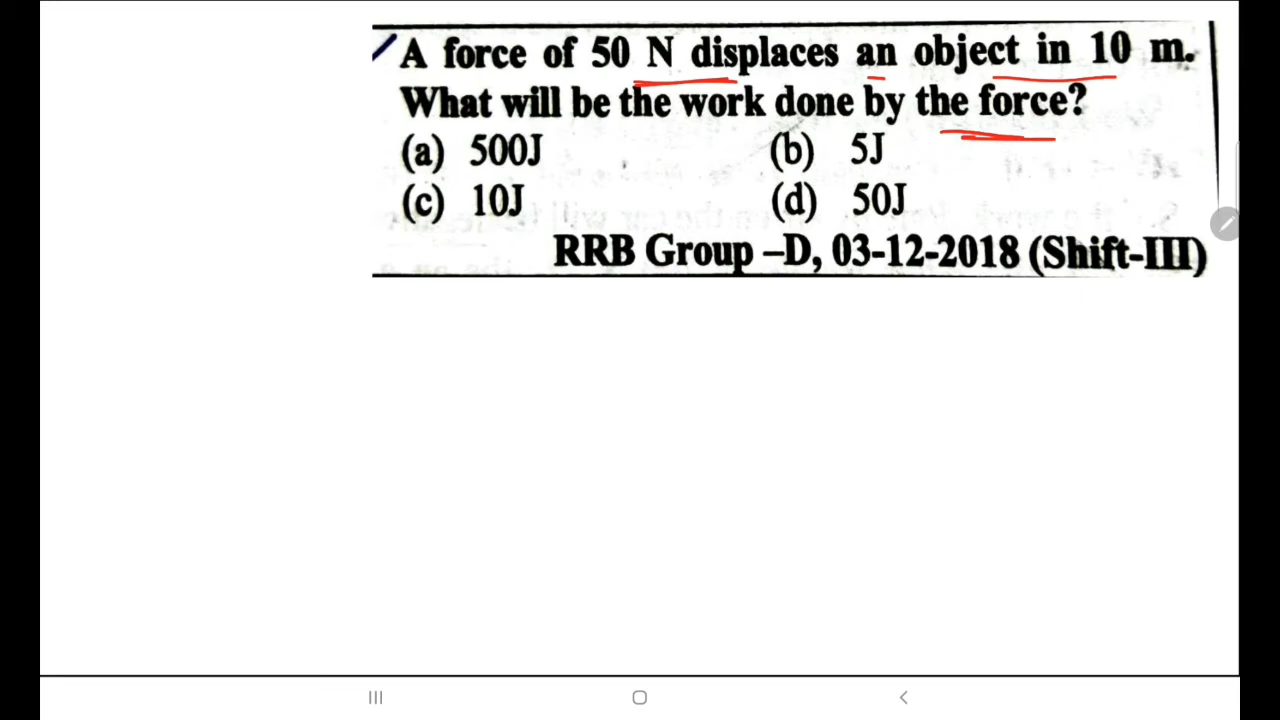 A force of 50 N displaces an object in 10 m.
What will be the work done by the force?
(a) 500J (b) 5J
(c) 10J (d) 50J
RRB Group –D, 03-12-2018 (Shift-III)